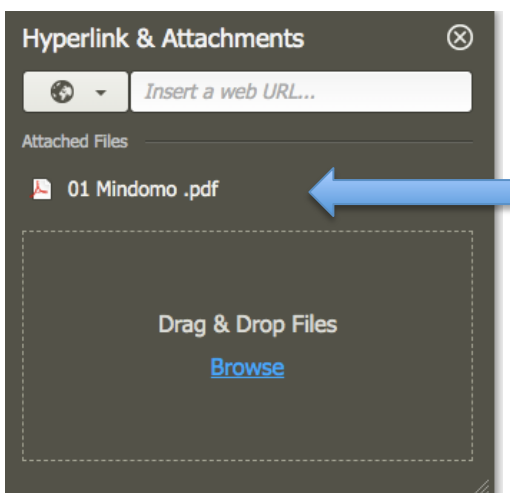 Hyperlink & Attachments
Insert a web URL...
Attached Files
01 Mindomo .pdf
Drag & Drop Files
Browse